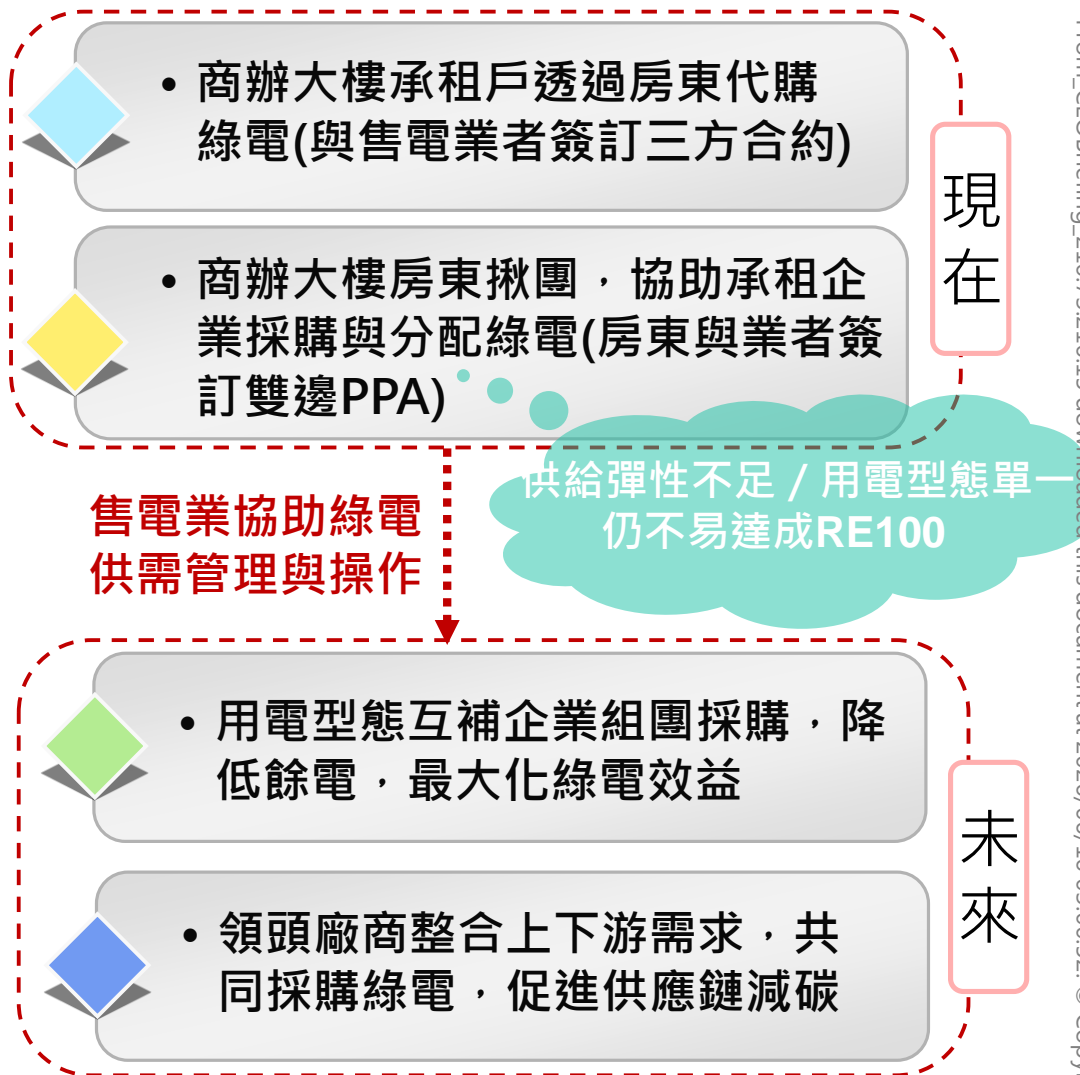 • 商辦大樓承租戶透過房東代購
綠電(與售電業者簽訂三方合約)
現
在
• 商辦大樓房東揪團，協助承租企
業採購與分配綠電(房東與業者簽
訂雙邊PPA)
供給彈性不足 / 用電型態單一
仍不易達成RE100
售電業協助綠電
供需管理與操作
• 用電型態互補企業組團採購，降
低餘電，最大化綠電效益
未
來
• 領頭廠商整合上下游需求，共
同採購綠電，促進供應鏈減碳